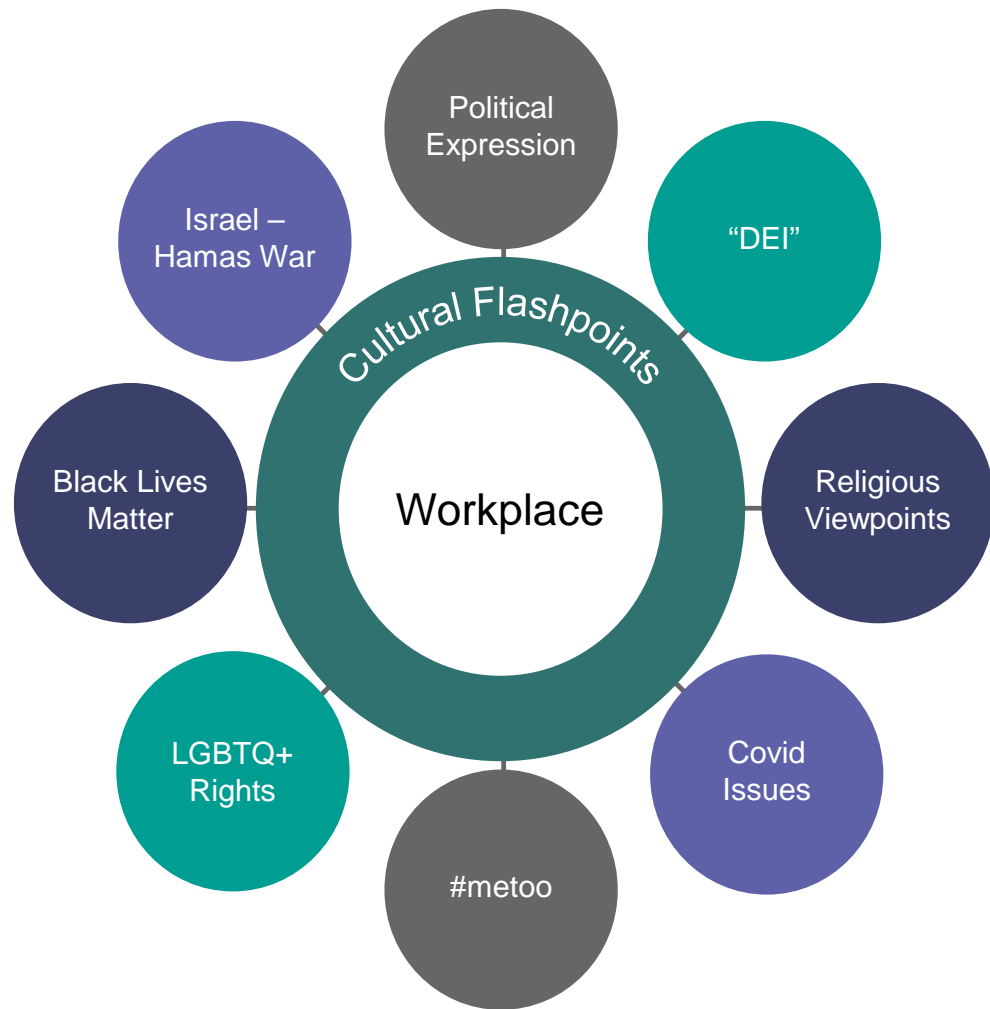 Political
Expression
“DEI”
Religious
Viewpoints
Covid
Issues
#metoo
LGBTQ+
Rights
Black Lives
Matter
Israel –
Hamas War
Cultural Flashpoints
Workplace